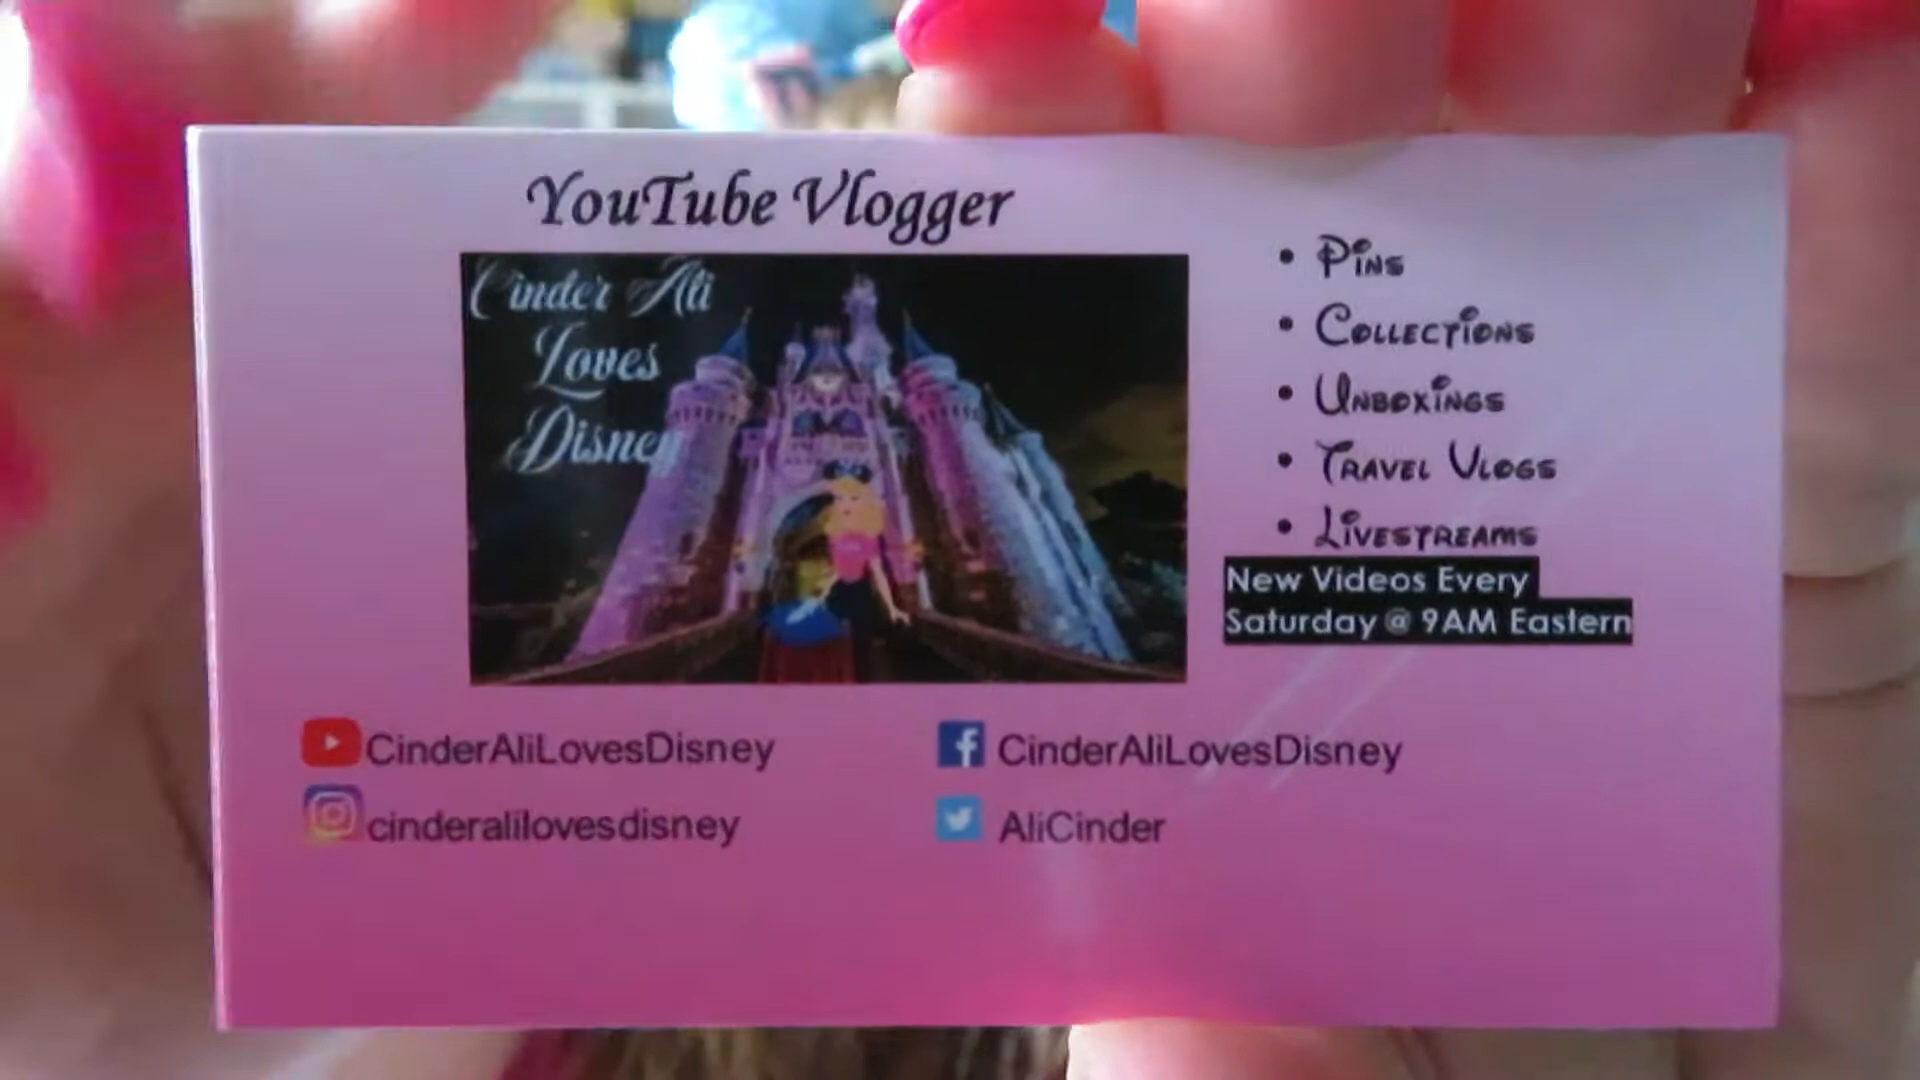 YouTube Vlogger
Cinder Ali
Loves
Disney
• Pins
• Collections
• Unboxings
• Travel Vlogs
• Livestreams
New Videos Every
Saturday @ 9AM Eastern
CinderAliLovesDisney
CinderAliLovesDisney
cinderalilovesdisney
AliCinder